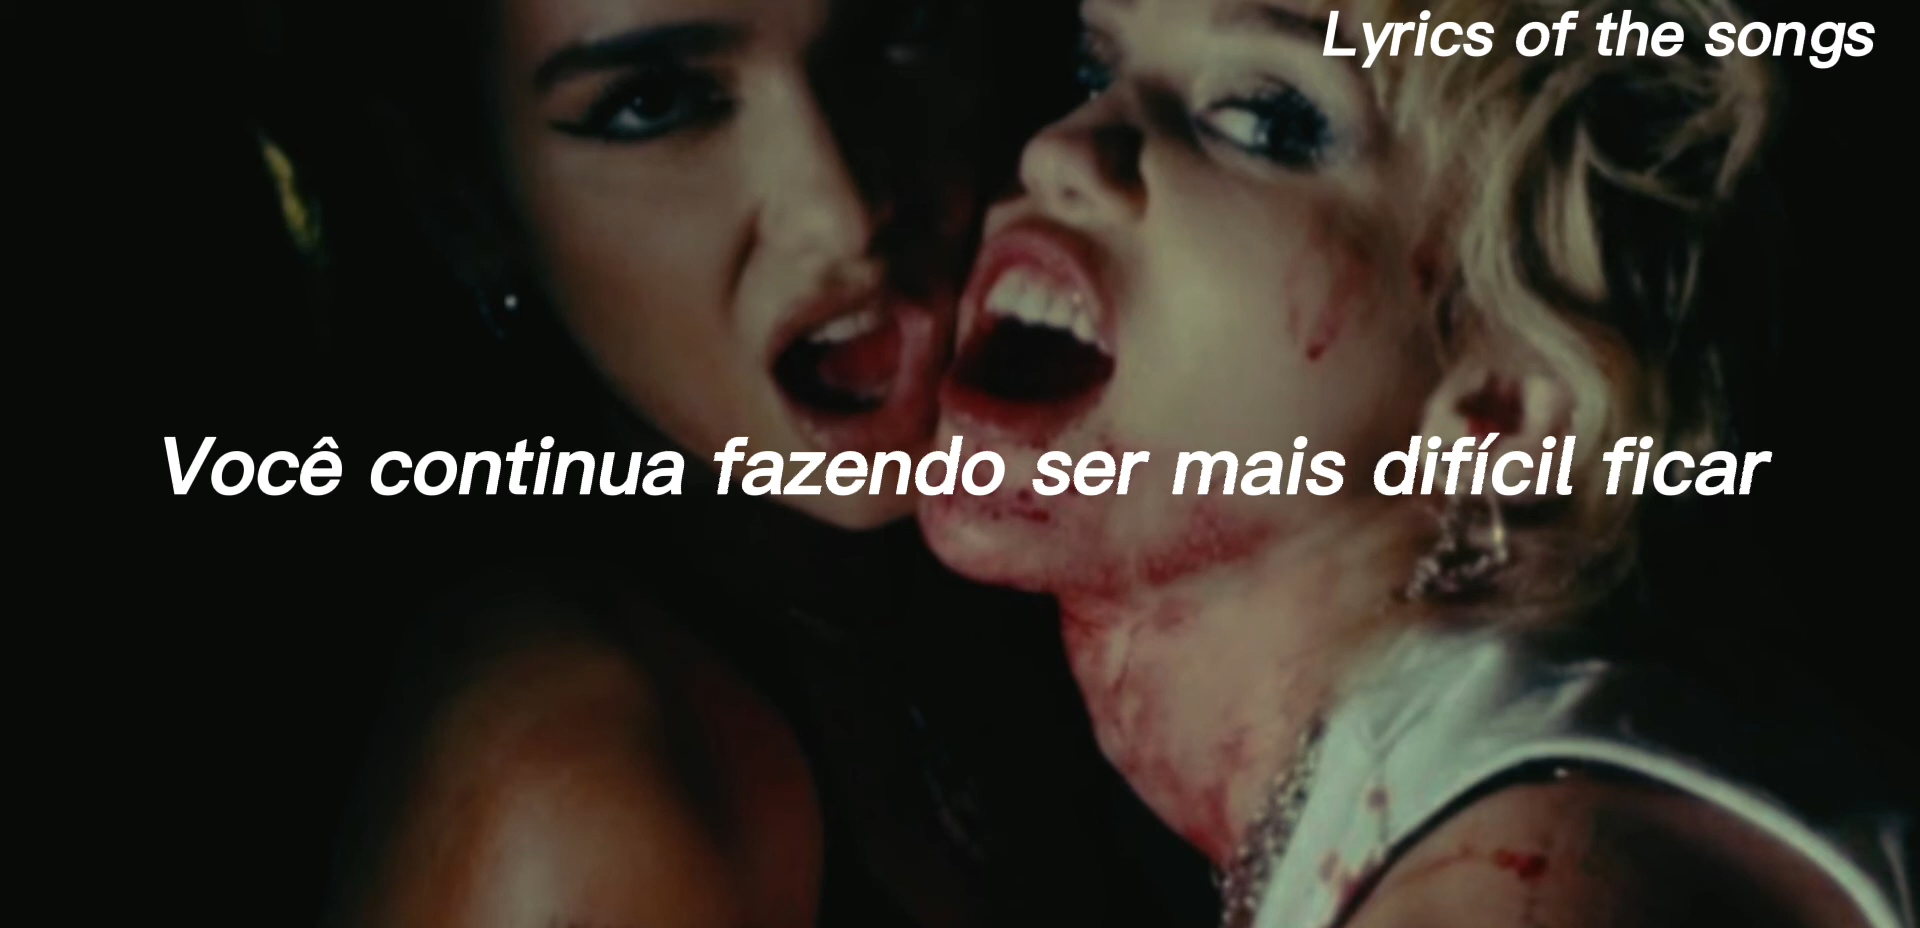 Lyrics of the songs
Você continua fazendo ser mais difícil ficar